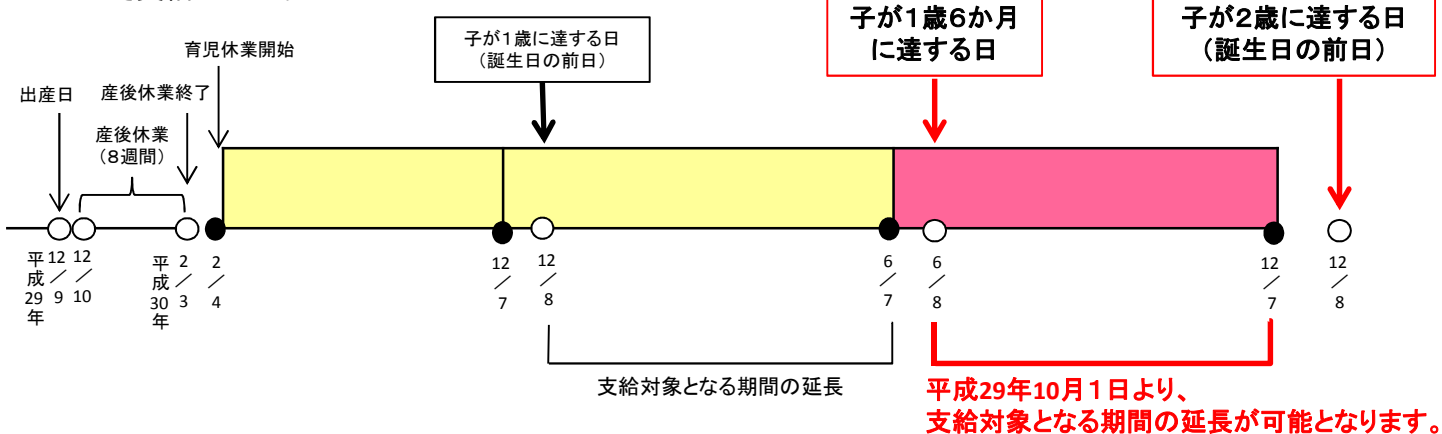 子が1歳6か月
に達する日
子が2歳に達する日
(誕生日の前日)
子が1歳に達する日
(誕生日の前日)
育児休業開始
出産日
産後休業終了
産後休業
(8週間)
平成29年
12/9
12/10
平成30年
2/3
2/4
12/7
12/8
6/7
6/8
12/7
12/8
支給対象となる期間の延長
平成29年10月1日より、
支給対象となる期間の延長が可能となります。